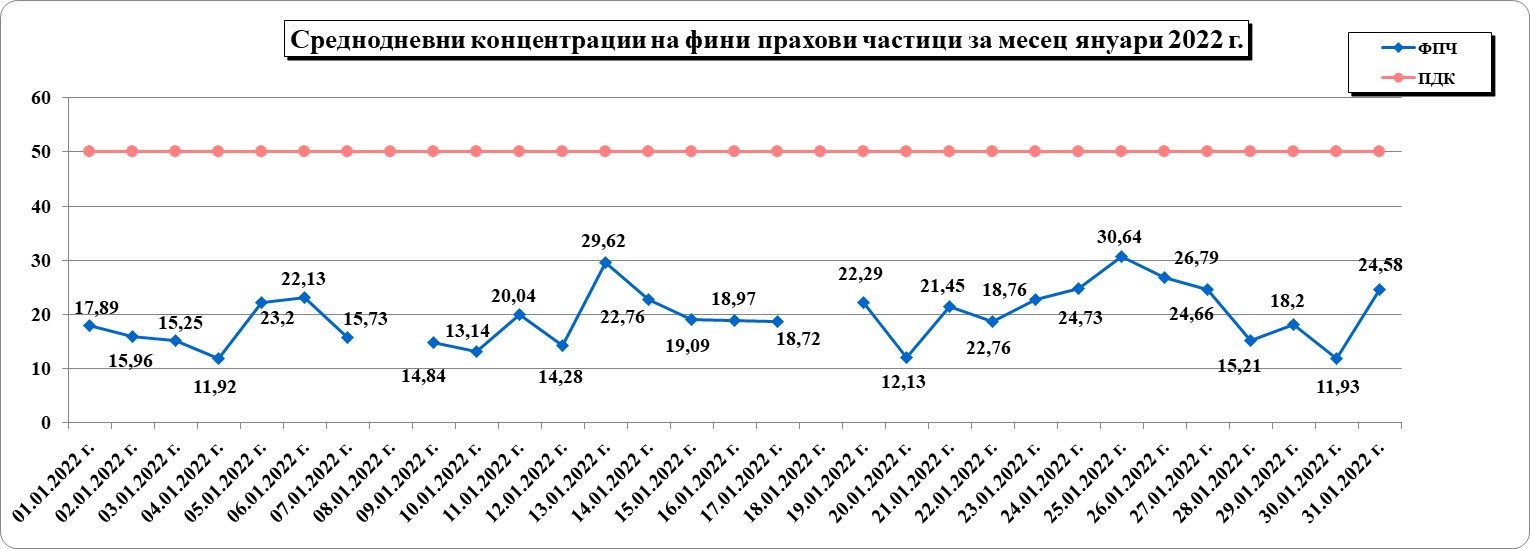 Среднодневни концентрации на фини прахови частици за месец януари 2022 г.
ФПЧ
ПДК
60
50
40
30
20
10
0
17,89
15,96
15,25
11,92
23,2
22,13
15,73
14,84
13,14
20,04
14,28
29,62
22,76
19,09
18,97
18,72
22,29
12,13
21,45
22,76
18,76
24,73
30,64
26,79
24,66
15,21
18,2
11,93
24,58
01.01.2022 г.
02.01.2022 г.
03.01.2022 г.
04.01.2022 г.
05.01.2022 г.
06.01.2022 г.
07.01.2022 г.
08.01.2022 г.
09.01.2022 г.
10.01.2022 г.
11.01.2022 г.
12.01.2022 г.
13.01.2022 г.
14.01.2022 г.
15.01.2022 г.
16.01.2022 г.
17.01.2022 г.
18.01.2022 г.
19.01.2022 г.
20.01.2022 г.
21.01.2022 г.
22.01.2022 г.
23.01.2022 г.
24.01.2022 г.
25.01.2022 г.
26.01.2022 г.
27.01.2022 г.
28.01.2022 г.
29.01.2022 г.
30.01.2022 г.
31.01.2022 г.